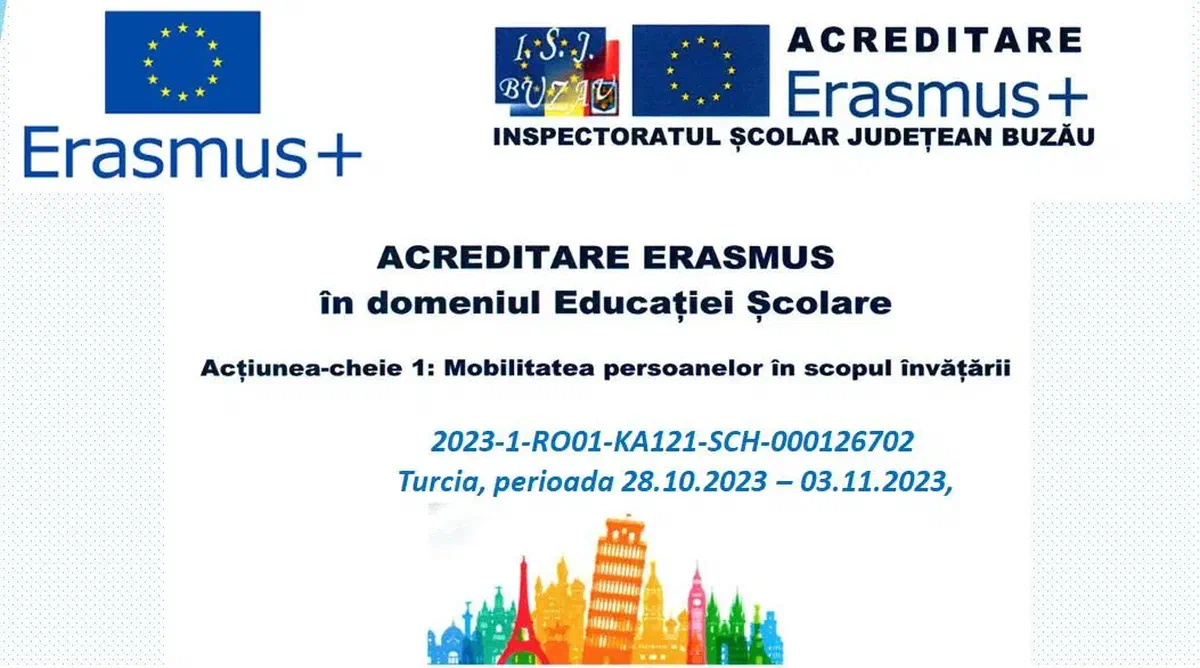 Erasmus+
I.S.J.
BUZAU
ACREDITARE
Erasmus+
INSPECTORATUL ȘCOLAR JUDEȚEAN BUZĂU
ACREDITARE ERASMUS
în domeniul Educației Școlare
Acțiunea-cheie 1: Mobilitatea persoanelor în scopul învățării
2023-1-RO01-KA121-SCH-000126702
Turcia, perioada 28.10.2023 – 03.11.2023,